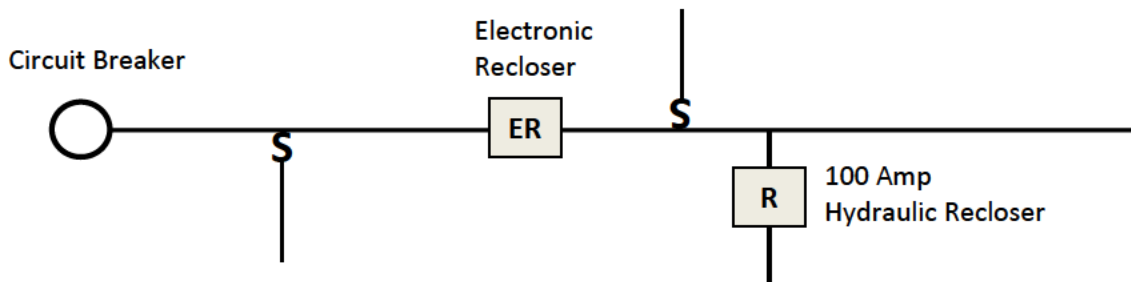 Circuit Breaker
Electronic
Recloser
ER
S
S
R
100 Amp
Hydraulic Recloser